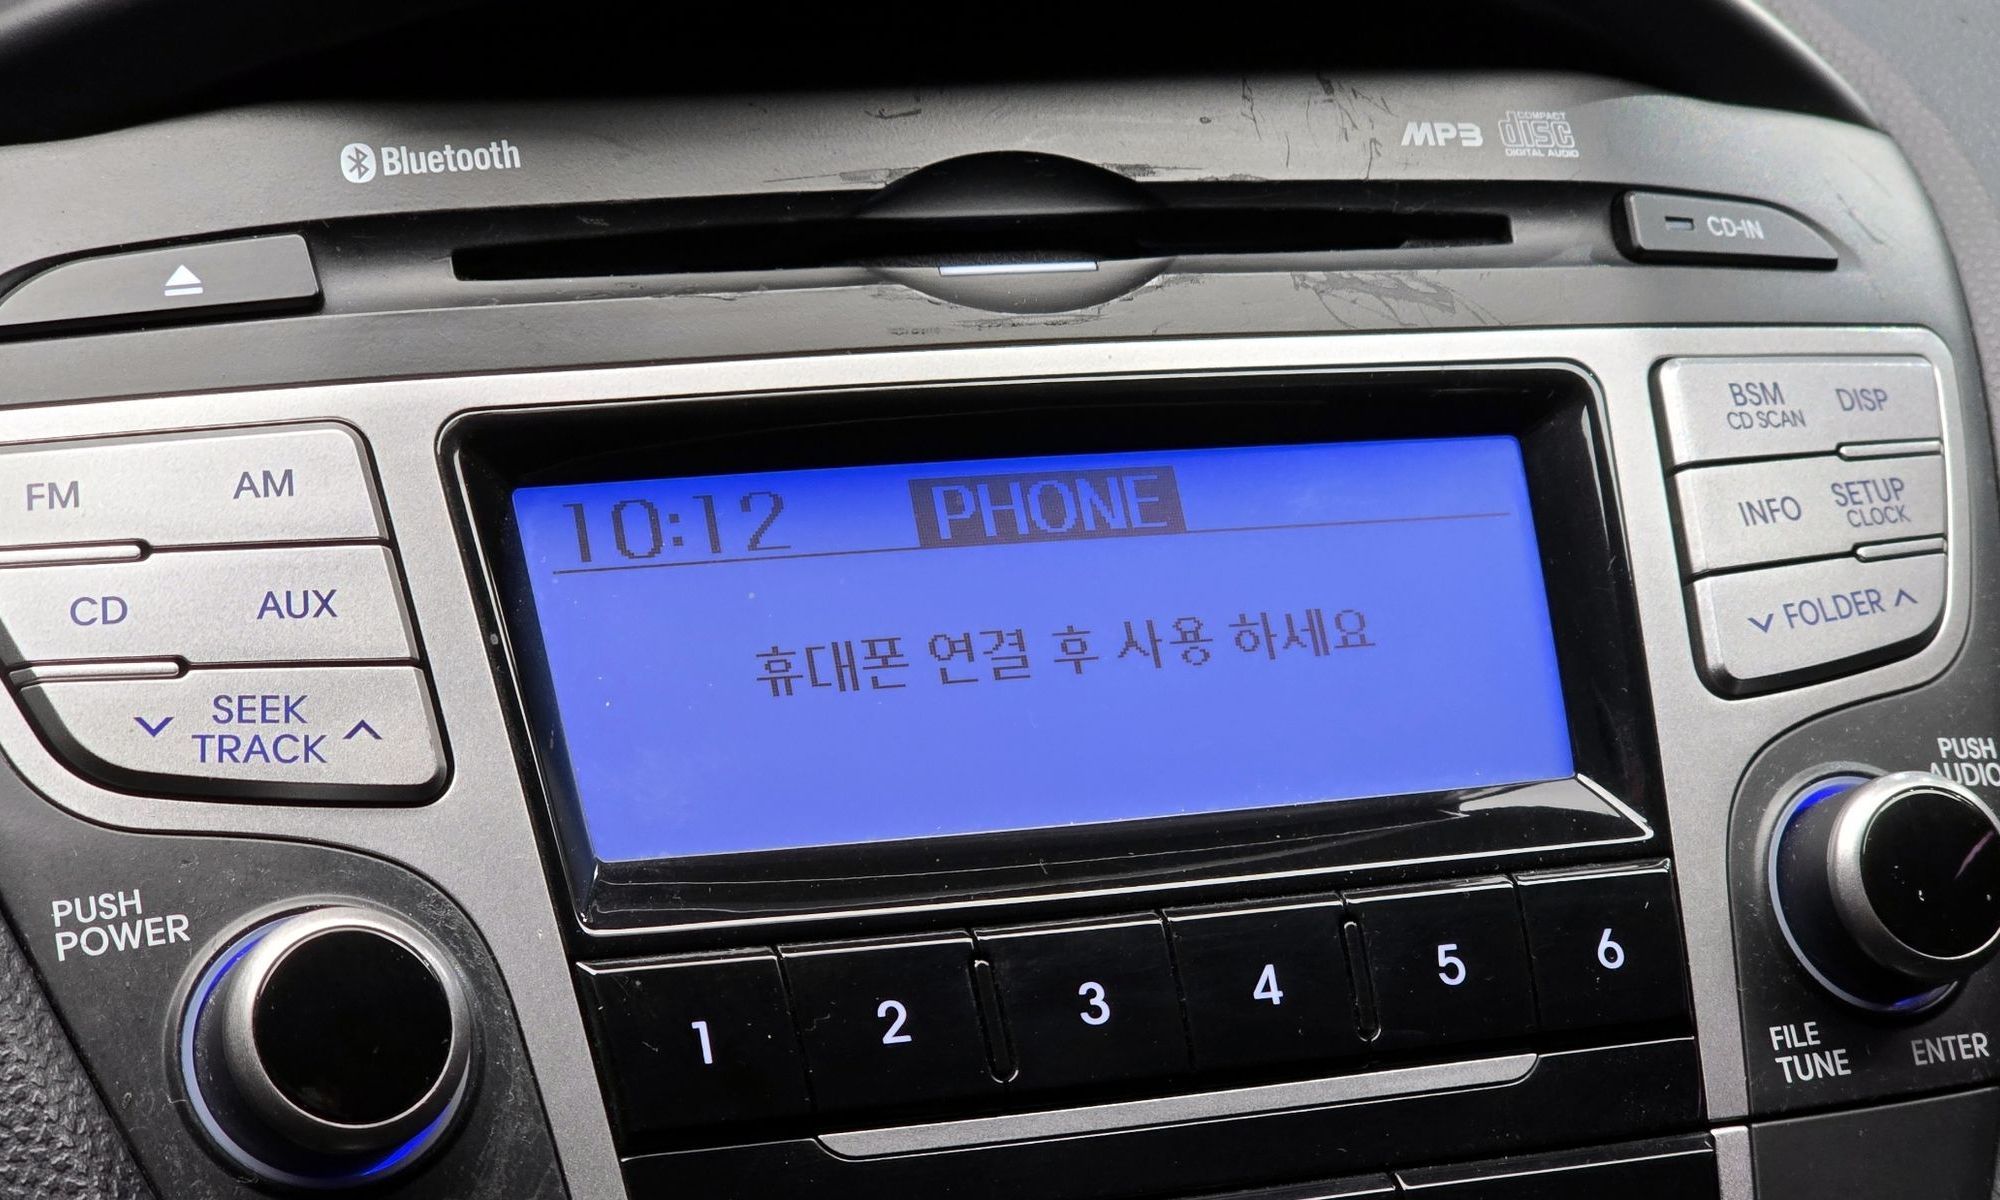 Bluetooth
MP3
COMPACT
disc
DIGITAL AUDIO
CD-IN
FM AM
CD AUX
SEEK
TRACK
10:12 PHONE
휴대폰 연결 후 사용 하세요
BSM
CD SCAN
DISP
INFO
SETUP
CLOCK
FOLDER
PUSH
POWER
1 2 3 4 5 6
PUSH
AUDIO
FILE
TUNE
ENTER